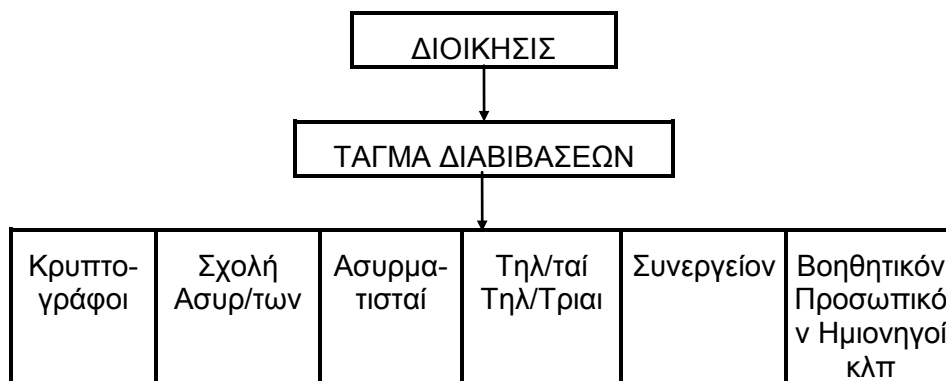 ΔΙΟΙΚΗΣΙΣ
ΤΑΓΜΑ ΔΙΑΒΙΒΑΣΕΩΝ
Κρυπτο-
γράφοι
Σχολή
Ασυρ/των
Ασυρμα-
τισταί
Τηλ/ταί
Τηλ/Τριαι
Συνεργείον
Βοηθητικόν
Προσωπικό
ν Ημιονηγοί
κλπ